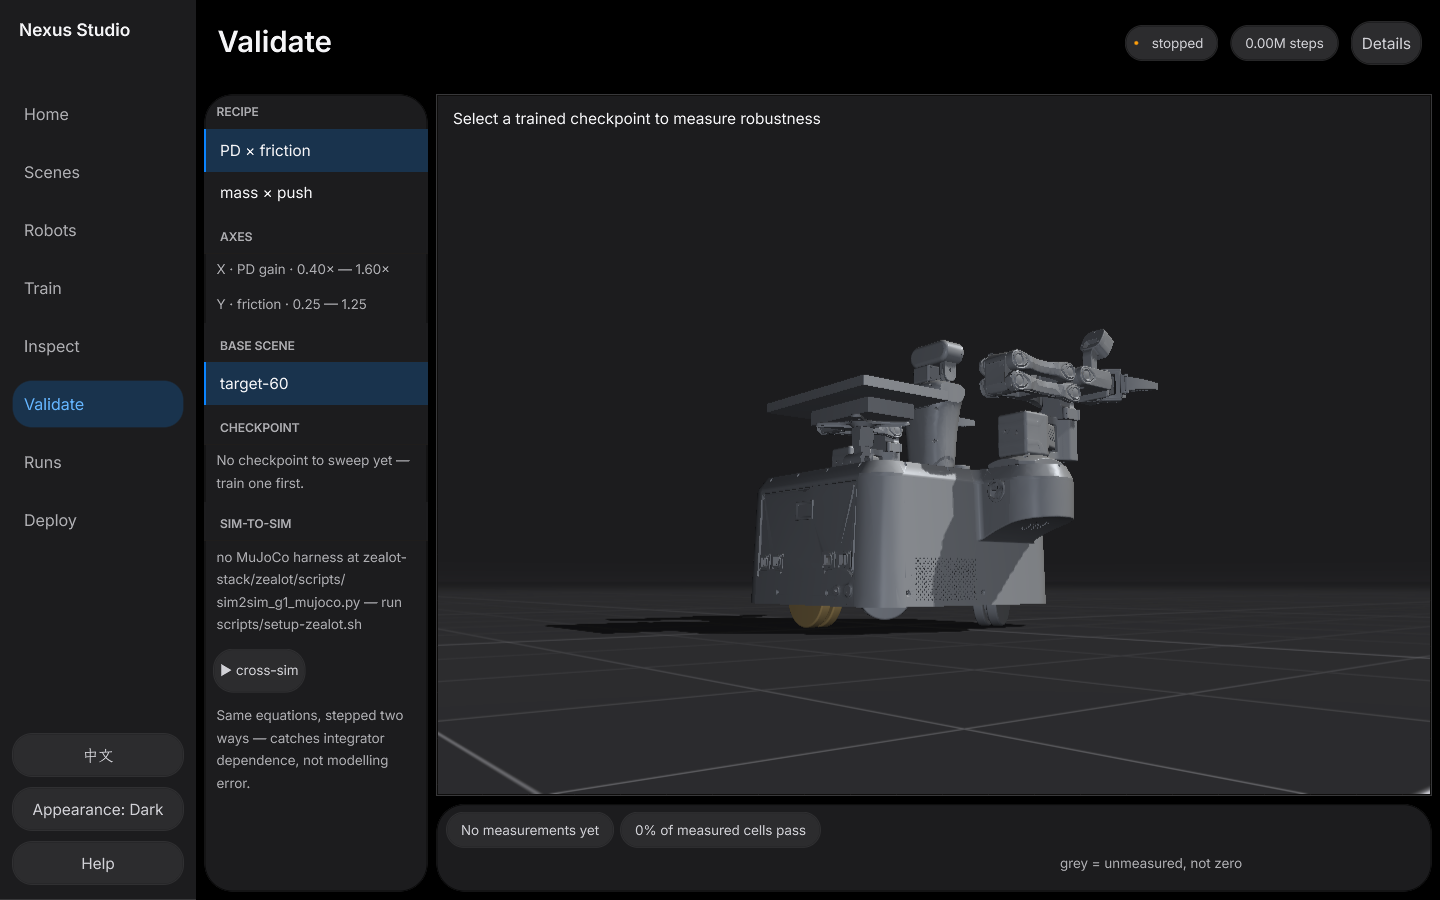 Nexus Studio
Home
Scenes
Robots
Train
Inspect
Validate
Runs
Deploy
中文
Appearance: Dark
Help
Validate
stopped
0.00M steps
Details
RECIPE
PD × friction
mass × push
AXES
X · PD gain · 0.40× — 1.60×
Y · friction · 0.25 — 1.25
BASE SCENE
target-60
CHECKPOINT
No checkpoint to sweep yet —
train one first.
SIM-TO-SIM
no MuJoCo harness at zealot-
stack/zealot/scripts/
sim2sim_g1_mujoco.py — run
scripts/setup-zealot.sh
▶ cross-sim
Same equations, stepped two
ways — catches integrator
dependence, not modelling
error.
Select a trained checkpoint to measure robustness
No measurements yet
0% of measured cells pass
grey = unmeasured, not zero